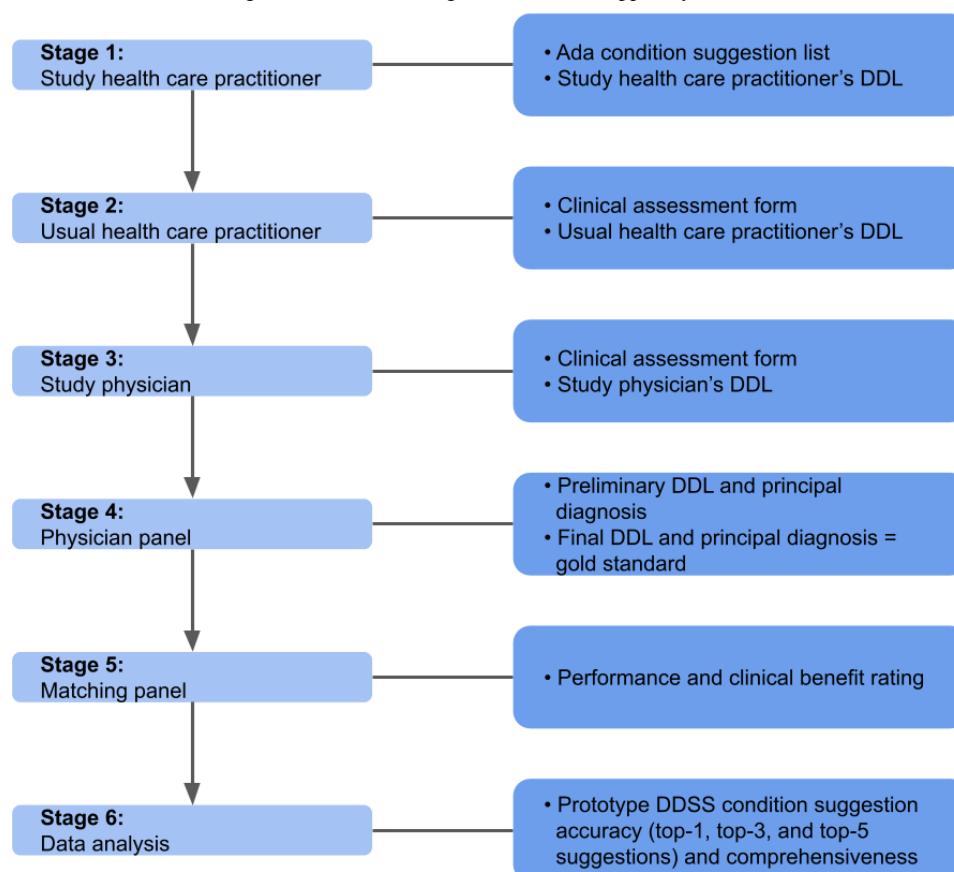 Stage 1:
Study health care practitioner
• Ada condition suggestion list
• Study health care practitioner’s DDL
Stage 2:
Usual health care practitioner
• Clinical assessment form
• Usual health care practitioner’s DDL
Stage 3:
Study physician
• Clinical assessment form
• Study physician’s DDL
Stage 4:
Physician panel
• Preliminary DDL and principal
diagnosis
• Final DDL and principal diagnosis =
gold standard
Stage 5:
Matching panel
• Performance and clinical benefit rating
Stage 6:
Data analysis
• Prototype DDSS condition suggestion
accuracy (top-1, top-3, and top-5
suggestions) and comprehensiveness